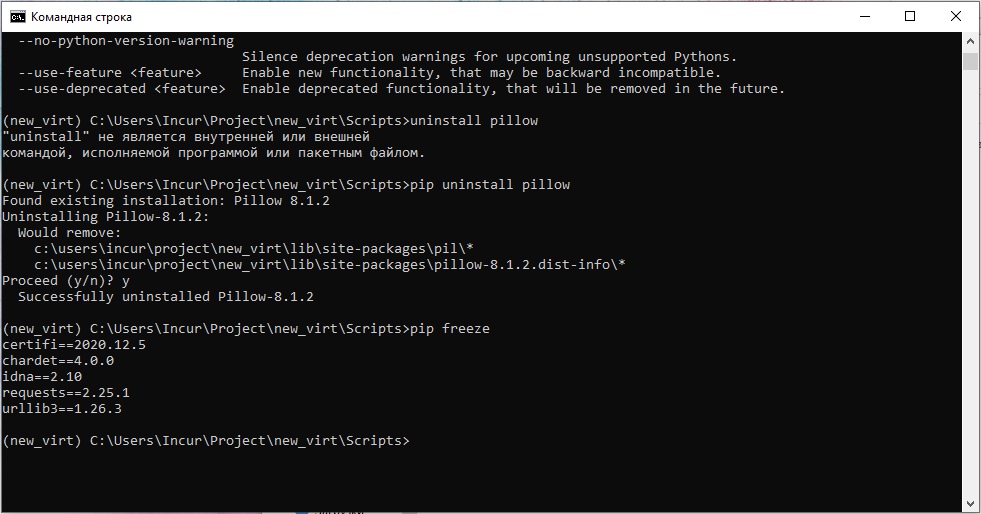 Командная строка
--no-python-version-warning
Silence deprecation warnings for upcoming unsupported Pythons.
--use-feature <feature> Enable new functionality, that may be backward incompatible.
--use-deprecated <feature> Enable deprecated functionality, that will be removed in the future.
(new_virt) C:\Users\Incur\Project\new_virt\Scripts>uninstall pillow
"uninstall" не является внутренней или внешней
командой, исполняемой программой или пакетным файлом.
(new_virt) C:\Users\Incur\Project\new_virt\Scripts>pip uninstall pillow
Found existing installation: Pillow 8.1.2
Uninstalling Pillow-8.1.2:
Would remove:
c:\users\incur\project\new_virt\lib\site-packages\pil\*
c:\users\incur\project\new_virt\lib\site-packages\pillow-8.1.2.dist-info\*
Proceed (y/n)? y
Successfully uninstalled Pillow-8.1.2
(new_virt) C:\Users\Incur\Project\new_virt\Scripts>pip freeze
certifi==2020.12.5
chardet==4.0.0
idna==2.10
requests==2.25.1
urllib3==1.26.3
(new_virt) C:\Users\Incur\Project\new_virt\Scripts>